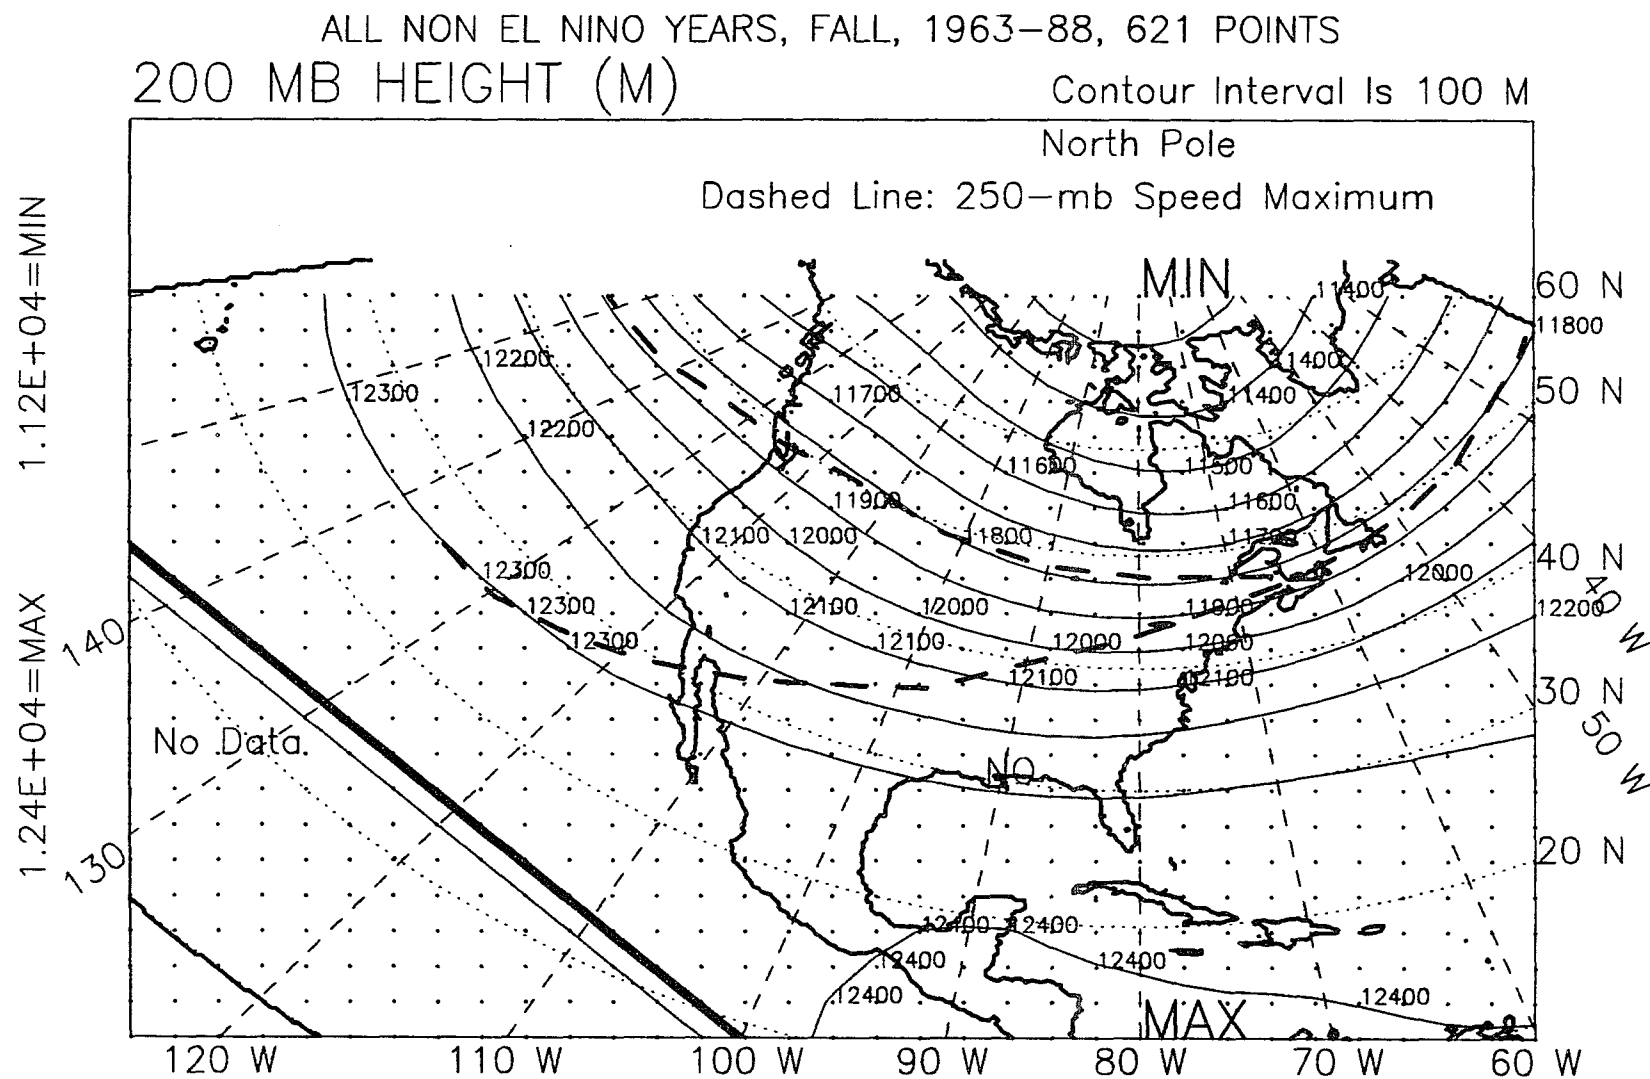 ALL NON EL NINO YEARS, FALL, 1963-88, 621 POINTS
200 MB HEIGHT (M)
Contour Interval Is 100 M
North Pole
Dashed Line: 250-mb Speed Maximum
1.12E+04=MIN
1.24E+04=MAX
MIN
11400
60 N
11800
12200
11400
12300
11700
11400
50 N
12200
11600
11500
11900
11600
12100
12000
11800
11700
40 N
12300
12000
40 W
12300
12100
12000
11900
12200
140
12300
12100
12000
12000
12100
12100
30 N
50 W
No Data
NO
130
20 N
12400
12400
12400
12400
12400
12400
MAX
120 W
110 W
100 W
90 W
80 W
70 W
60 W